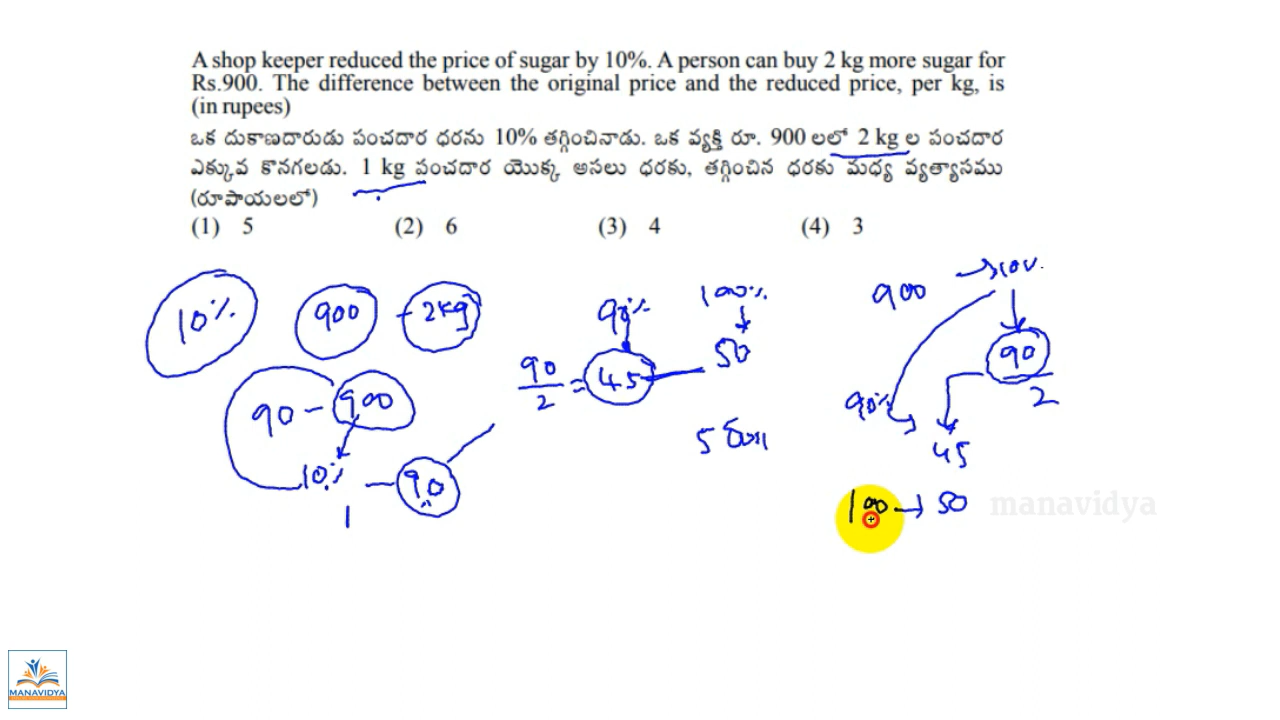 A shop keeper reduced the price of sugar by 10%. A person can buy 2 kg more sugar for
Rs.900. The difference between the original price and the reduced price, per kg, is
(in rupees)
ఒక దుకాణదారుడు పంచదార ధరను 10% తగ్గించినాడు. ఒక వ్యక్తి రూ. 900 లలో 2 kg ల పంచదార
ఎక్కువ కొనగలడు. 1 kg పంచదార యొక్క అసలు ధరకు, తగ్గించిన ధరకు మధ్య వ్యత్యాసము
(రూపాయలలో)
(1) 5 (2) 6 (3) 4 (4) 3
10% 900 - 2kg 90% 100% 900 → 10%
90/2 = 45 — 50 90/2
90 - 900 90%
5 45
10% - 90
1
100 → 50
manavidya
MANAVIDYA